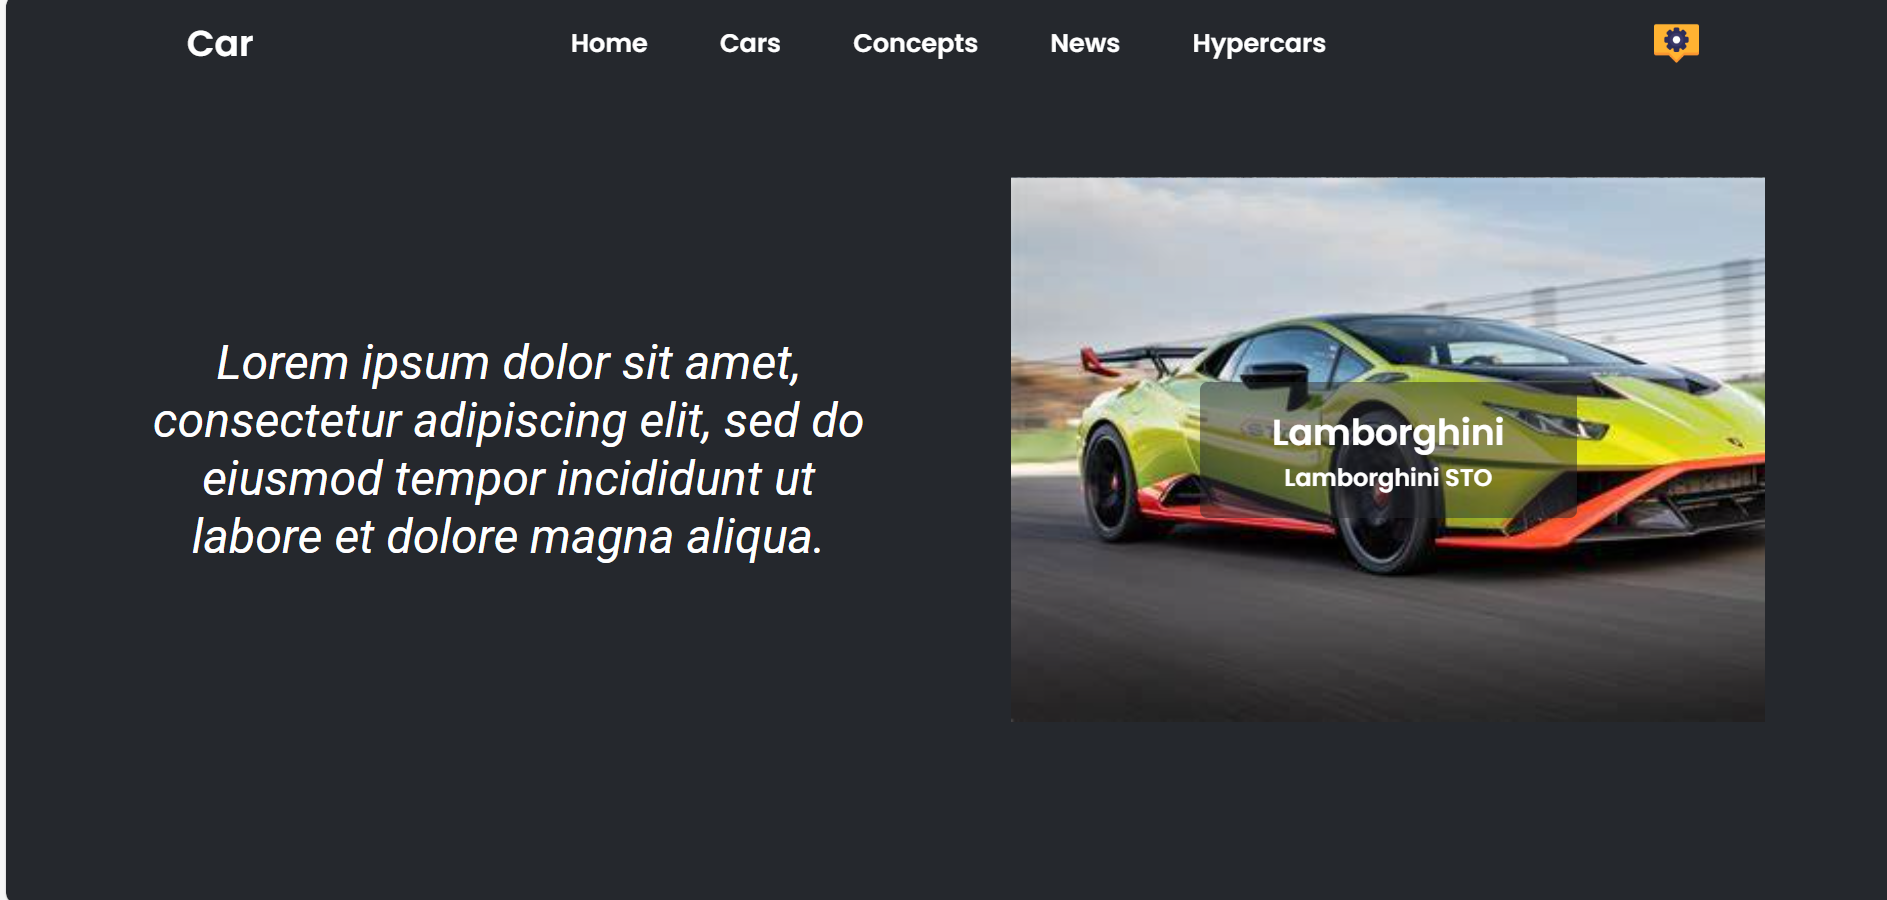 Car
Home Cars Concepts News Hypercars
Lorem ipsum dolor sit amet,
consectetur adipiscing elit, sed do
eiusmod tempor incididunt ut
labore et dolore magna aliqua.
Lamborghini
Lamborghini STO